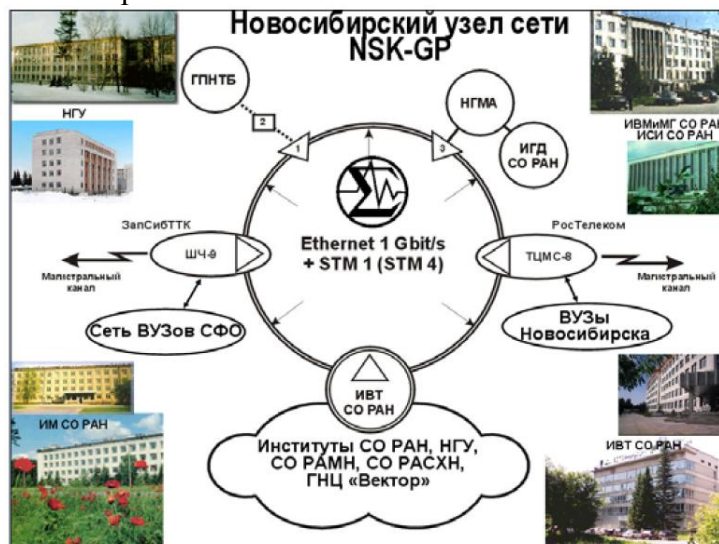 Новосибирский узел сети
NSK-GP
ГПНТБ
2
1
НГУ
НГМА
3
ИГД
СО РАН
ИВМиМГ СО РАН
ИСИ СО РАН
Ethernet 1 Gbit/s
+ STM 1 (STM 4)
ЗапСибТТК
ШЧ-9
Магистральный
канал
Сеть ВУЗов СФО
РосТелеком
ТЦМС-8
Магистральный
канал
ВУЗы
Новосибирска
ИВТ
СО РАН
ИМ СО РАН
ИВТ СО РАН
Институты СО РАН, НГУ,
СО РАМН, СО РАСХН,
ГНЦ «Вектор»